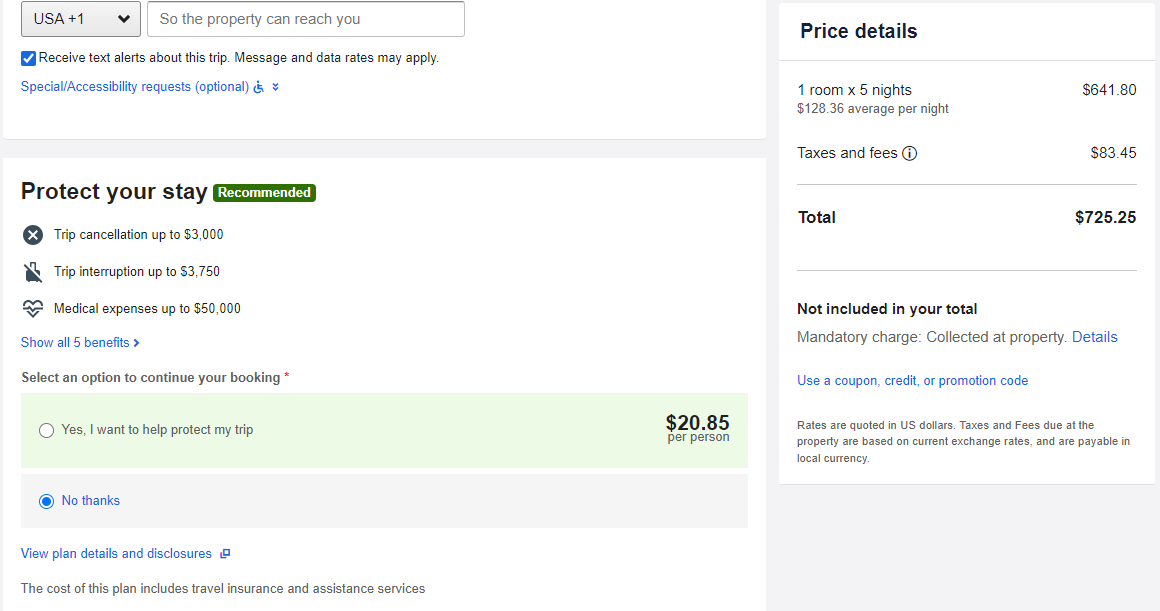 USA +1
So the property can reach you
Receive text alerts about this trip. Message and data rates may apply.
Special/Accessibility requests (optional)
Protect your stay Recommended
Trip cancellation up to $3,000
Trip interruption up to $3,750
Medical expenses up to $50,000
Show all 5 benefits
Select an option to continue your booking *
Yes, I want to help protect my trip
$20.85
per person
No thanks
View plan details and disclosures
The cost of this plan includes travel insurance and assistance services
Price details
1 room x 5 nights $641.80
$128.36 average per night
Taxes and fees $83.45
Total $725.25
Not included in your total
Mandatory charge: Collected at property. Details
Use a coupon, credit, or promotion code
Rates are quoted in US dollars. Taxes and Fees due at the
property are based on current exchange rates, and are payable in
local currency.